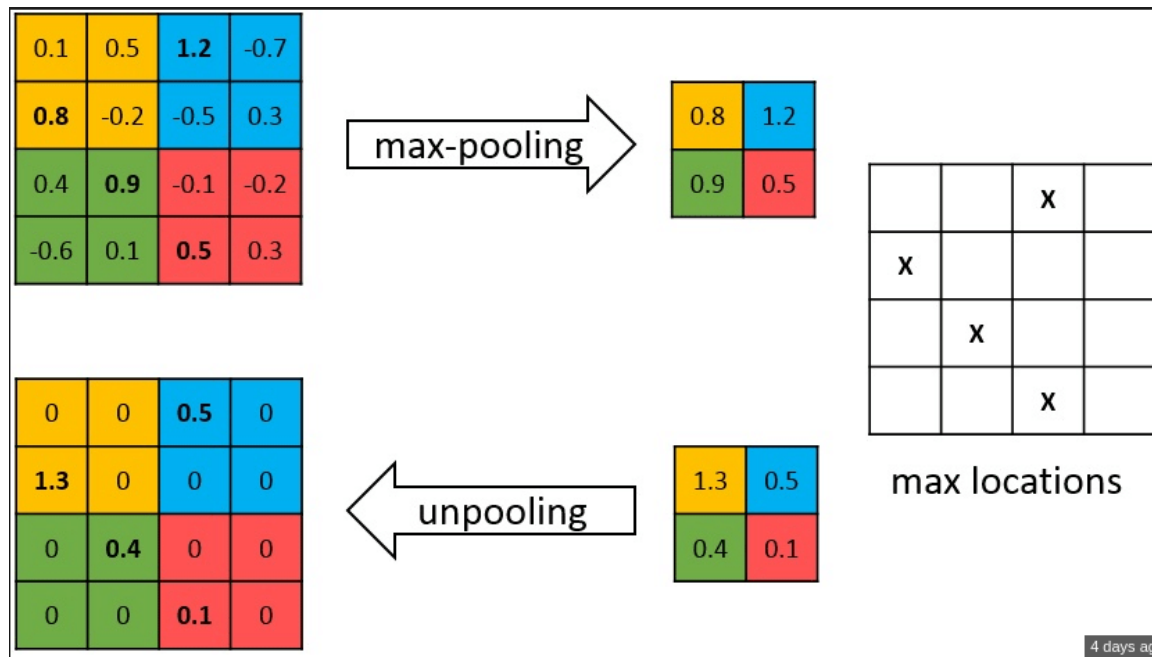 0.1 0.5 1.2 -0.7
0.8 -0.2 -0.5 0.3
0.4 0.9 -0.1 -0.2
-0.6 0.1 0.5 0.3
max-pooling
0.8 1.2
0.9 0.5
X
X
X
X
max locations
0 0 0.5 0
1.3 0 0 0
0 0.4 0 0
0 0 0.1 0
unpooling
1.3 0.5
0.4 0.1
4 days